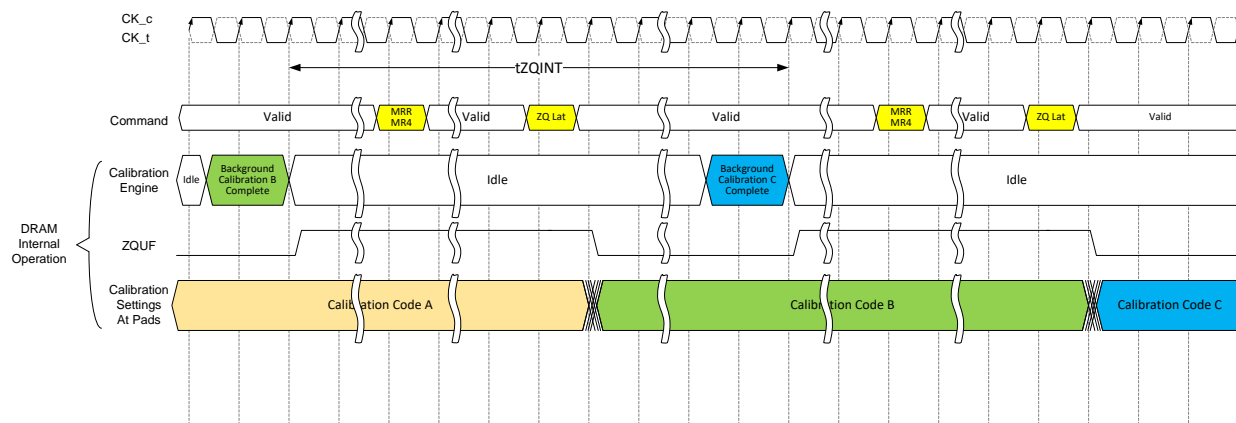 CK_c
CK_t
tZQINT
Command
Valid
MRR
MR4
Valid
ZQ Lat
Valid
MRR
MR4
Valid
ZQ Lat
Valid
DRAM
Internal
Operation
Calibration
Engine
Idle
Background
Calibration B
Complete
Idle
Background
Calibration C
Complete
Idle
ZQUF
Calibration
Settings
At Pads
Calibration Code A
Calibration Code B
Calibration Code C